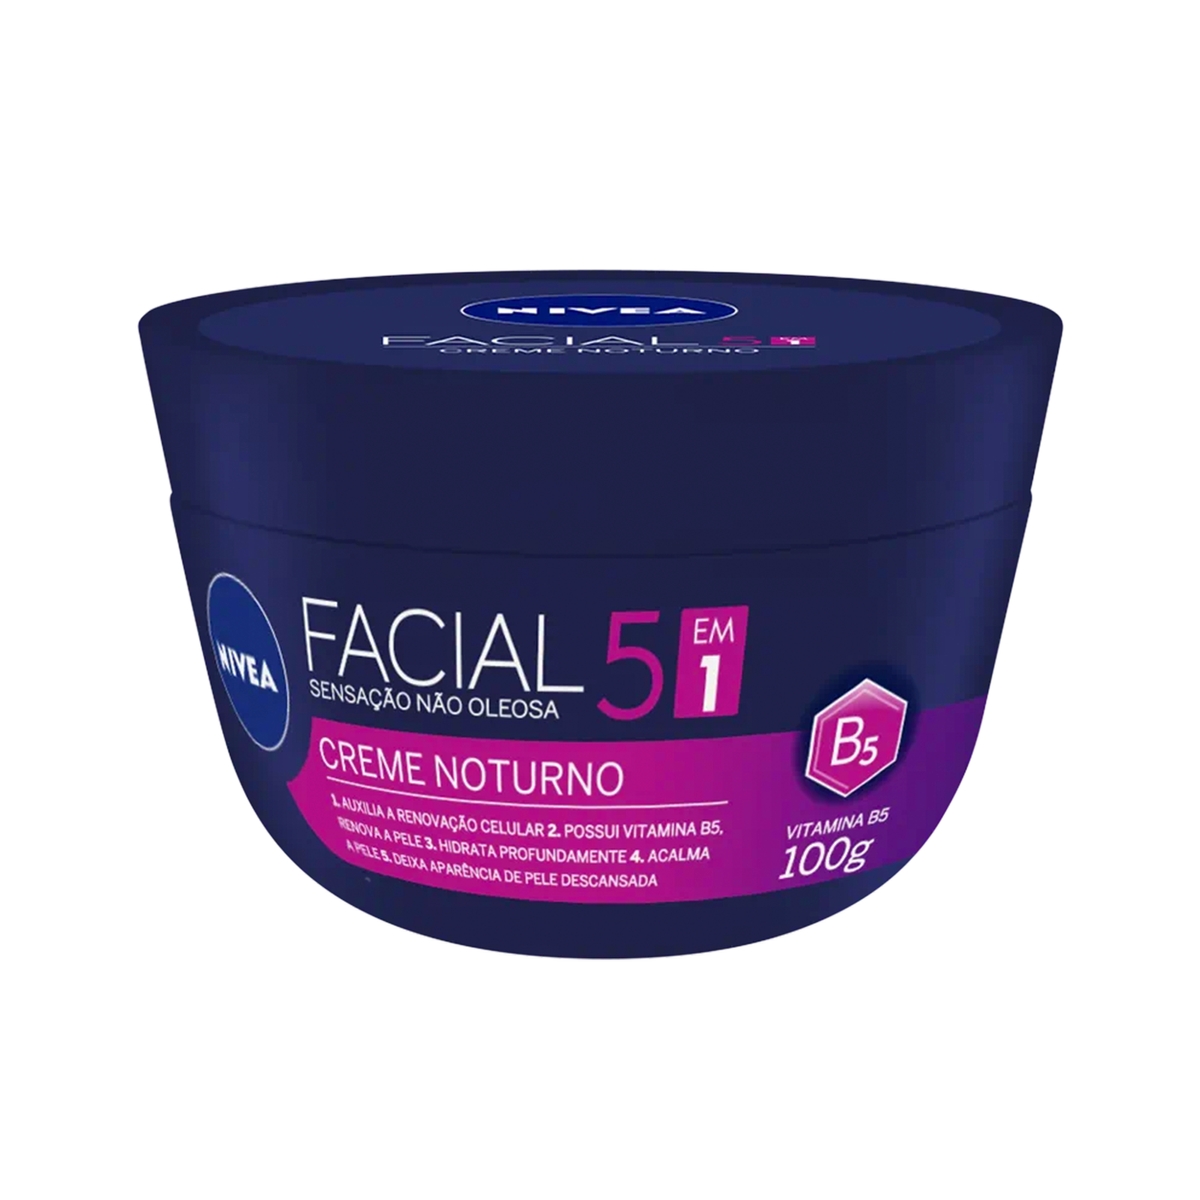 NIVEA
FACIAL 5 EM 1
CREME NOTURNO
NIVEA
FACIAL 5 EM 1
SENSAÇÃO NÃO OLEOSA
CREME NOTURNO
1. AUXILIA A RENOVAÇÃO CELULAR 2. POSSUI VITAMINA B5,
RENOVA A PELE 3. HIDRATA PROFUNDAMENTE 4. ACALMA
A PELE 5. DEIXA APARÊNCIA DE PELE DESCANSADA
B5
VITAMINA B5
100g